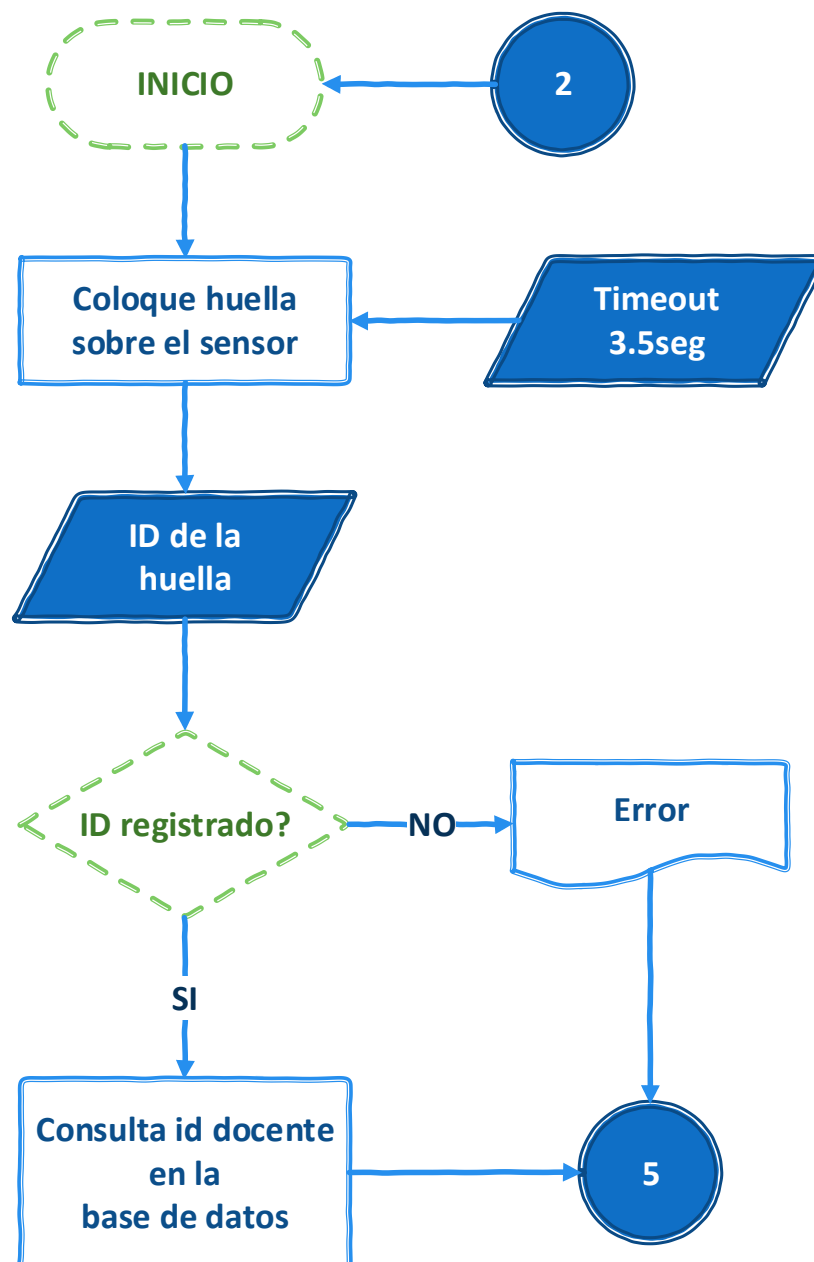 INICIO
2
Coloque huella
sobre el sensor
Timeout
3.5seg
ID de la
huella
ID registrado?
NO
Error
SI
Consulta id docente
en la
base de datos
5